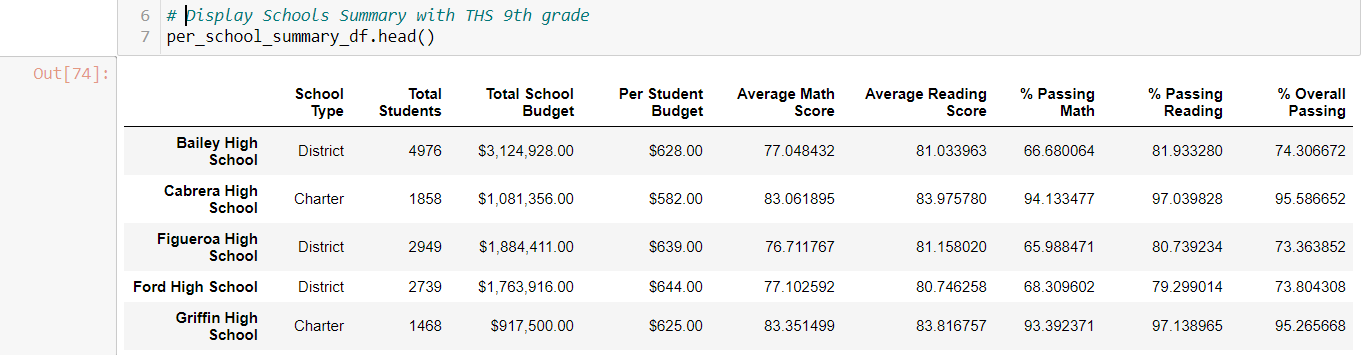 6 # Display Schools Summary with THS 9th grade
7 per_school_summary_df.head()
Out[74]:
School Type Total Students Total School Budget Per Student Budget Average Math Score Average Reading Score % Passing Math % Passing Reading % Overall Passing
Bailey High School District 4976 $3,124,928.00 $628.00 77.048432 81.033963 66.680064 81.933280 74.306672
Cabrera High School Charter 1858 $1,081,356.00 $582.00 83.061895 83.975780 94.133477 97.039828 95.586652
Figueroa High School District 2949 $1,884,411.00 $639.00 76.711767 81.158020 65.988471 80.739234 73.363852
Ford High School District 2739 $1,763,916.00 $644.00 77.102592 80.746258 68.309602 79.299014 73.804308
Griffin High School Charter 1468 $917,500.00 $625.00 83.351499 83.816757 93.392371 97.138965 95.265668